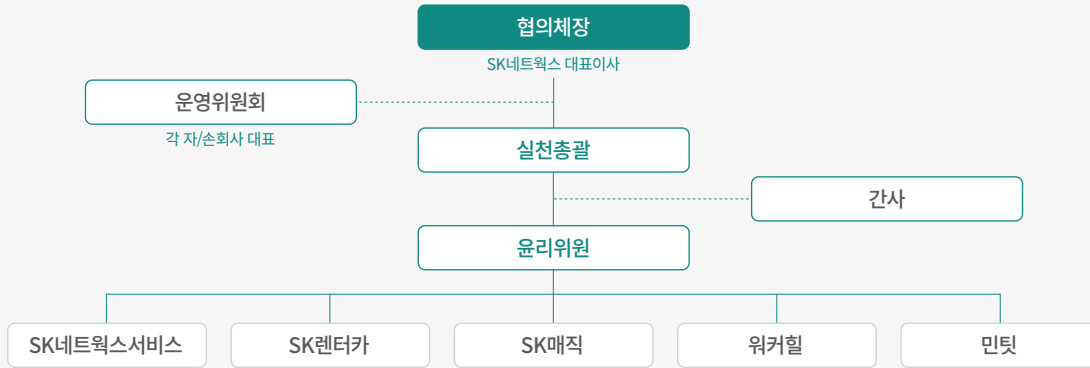 협의체장
SK네트웍스 대표이사
운영위원회
각 자/손회사 대표
실천총괄
간사
윤리위원
SK네트웍스서비스
SK렌터카
SK매직
워커힐
민팃